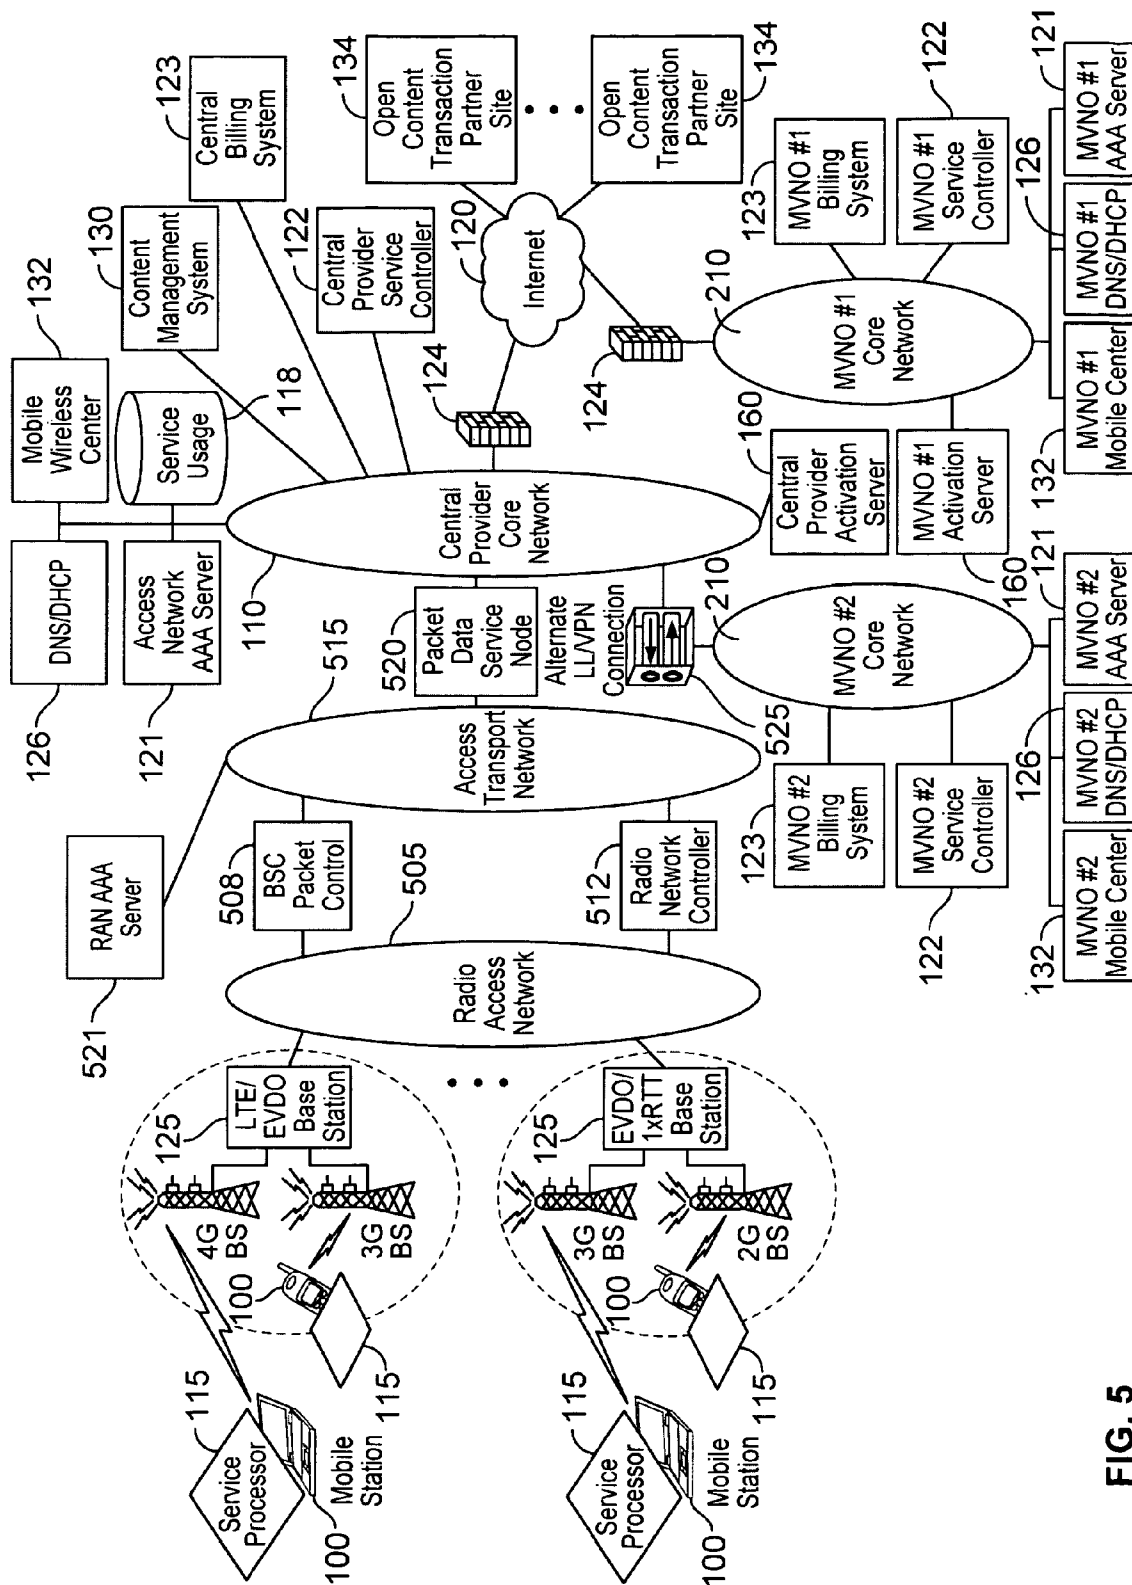 Service
Processor
115
100
Mobile
Station
115
100
4G
BS
3G
BS
125
LTE/
EVDO
Base
Station
Service
Processor
115
100
Mobile
Station
115
100
3G
BS
2G
BS
125
EVDO/
1xRTT
Base
Station
521
RAN AAA
Server
Radio
Access
Network
505
508
BSC
Packet
Control
512
Radio
Network
Controller
Access
Transport
Network
515
520
Packet
Data
Service
Node
Alternate
LL/VPN
Connection
525
126
DNS/DHCP
121
Access
Network
AAA Server
110
Central
Provider
Core
Network
Mobile
Wireless
Center
132
Service
Usage
118
Content
Management
System
130
Central
Billing
System
123
Central
Provider
Service
Controller
122
124
Internet
120
Open
Content
Transaction
Partner
Site
134
Open
Content
Transaction
Partner
Site
134
124
160
Central
Provider
Activation
Server
MVNO #1
Core
Network
210
123
MVNO #1
Billing
System
MVNO #1
Service
Controller
122
MVNO #1
Activation
Server
160
132
MVNO #1
Mobile Center
126
MVNO #1
DNS/DHCP
121
MVNO #1
AAA Server
MVNO #2
Core
Network
210
123
MVNO #2
Billing
System
MVNO #2
Service
Controller
122
132
MVNO #2
Mobile Center
126
MVNO #2
DNS/DHCP
121
MVNO #2
AAA Server
FIG. 5